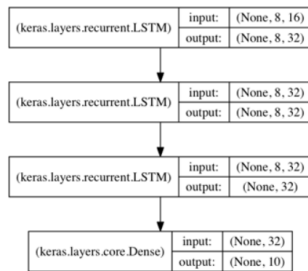 (keras.layers.recurrent.LSTM) input: (None, 8, 16)
output: (None, 8, 32)
(keras.layers.recurrent.LSTM) input: (None, 8, 32)
output: (None, 8, 32)
(keras.layers.recurrent.LSTM) input: (None, 8, 32)
output: (None, 32)
(keras.layers.core.Dense) input: (None, 32)
output: (None, 10)